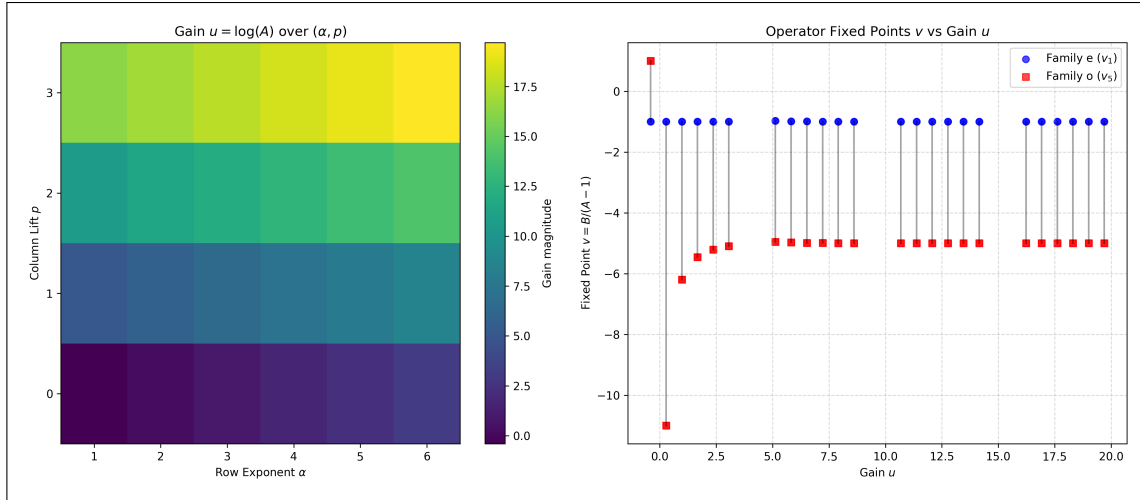 Gain u = log(A) over (α, p)
3
2
1
0
Column Lift p
1 2 3 4 5 6
Row Exponent α
17.5
15.0
12.5
10.0
7.5
5.0
2.5
0.0
Gain magnitude
Operator Fixed Points v vs Gain u
Family e (v₁)
Family o (v₅)
0
−2
−4
−6
−8
−10
Fixed Point v = B/(A − 1)
0.0 2.5 5.0 7.5 10.0 12.5 15.0 17.5 20.0
Gain u